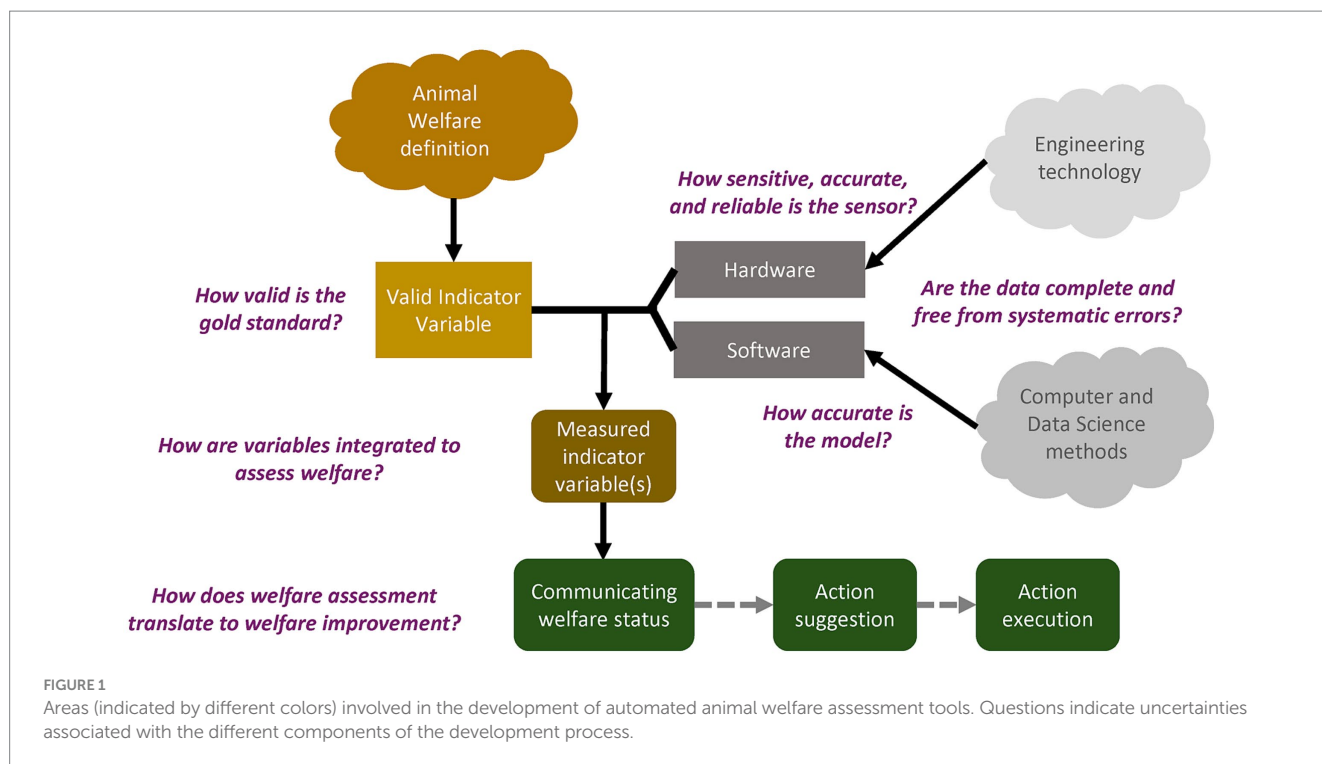 Animal
Welfare
definition
Engineering
technology
How sensitive, accurate,
and reliable is the sensor?
Hardware
Valid Indicator
Variable
How valid is the
gold standard?
Are the data complete and
free from systematic errors?
Software
Computer and
Data Science
methods
How accurate is
the model?
Measured
indicator
variable(s)
How are variables integrated to
assess welfare?
Communicating
welfare status
Action
suggestion
Action
execution
How does welfare assessment
translate to welfare improvement?
FIGURE 1
Areas (indicated by different colors) involved in the development of automated animal welfare assessment tools. Questions indicate uncertainties
associated with the different components of the development process.